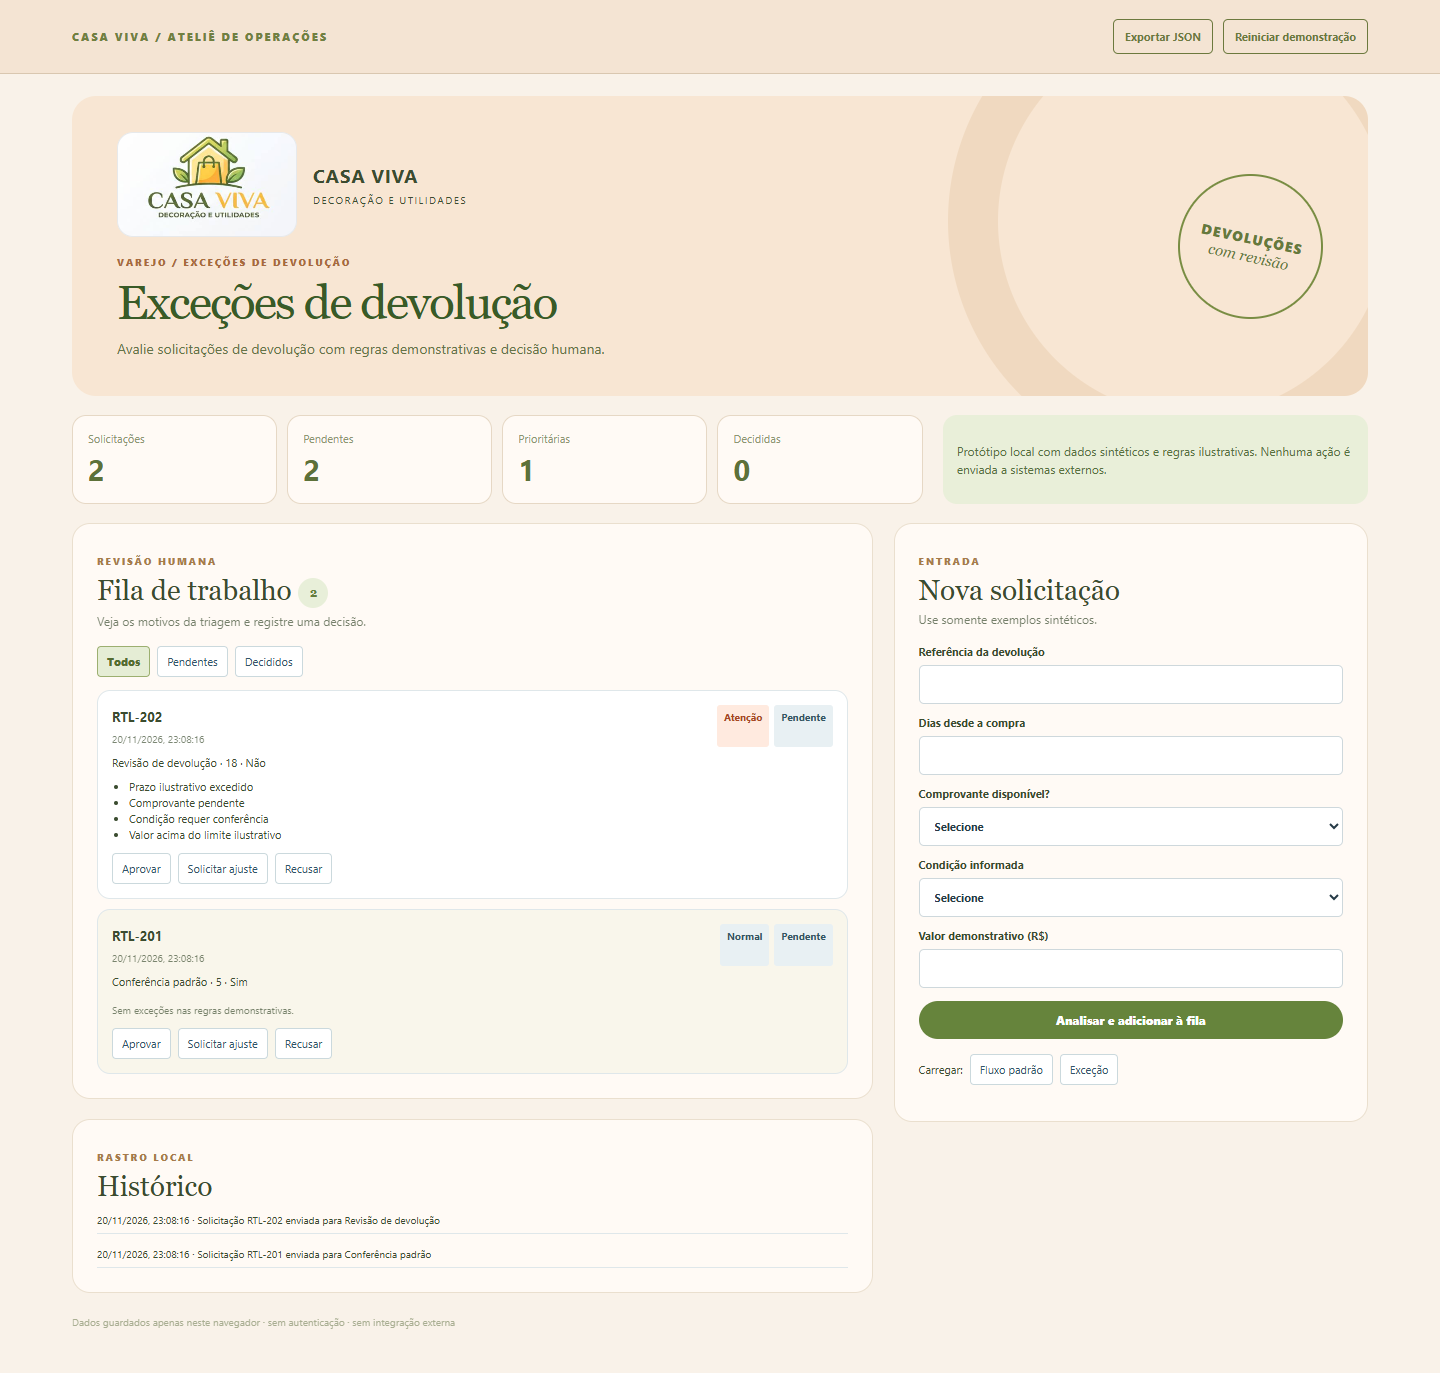 CASA VIVA / ATELIÊ DE OPERAÇÕES
Exportar JSON
Reiniciar demonstração
CASA VIVA
DECORAÇÃO E UTILIDADES
CASA VIVA
DECORAÇÃO E UTILIDADES
VAREJO / EXCEÇÕES DE DEVOLUÇÃO
Exceções de devolução
Avalie solicitações de devolução com regras demonstrativas e decisão humana.
DEVOLUÇÕES
com revisão
Solicitações
2
Pendentes
2
Prioritárias
1
Decididas
0
Protótipo local com dados sintéticos e regras ilustrativas. Nenhuma ação é
enviada a sistemas externos.
REVISÃO HUMANA
Fila de trabalho 2
Veja os motivos da triagem e registre uma decisão.
Todos
Pendentes
Decididos
RTL-202
Atenção
Pendente
20/11/2026, 23:08:16
Revisão de devolução · 18 · Não
Prazo ilustrativo excedido
Comprovante pendente
Condição requer conferência
Valor acima do limite ilustrativo
Aprovar
Solicitar ajuste
Recusar
RTL-201
Normal
Pendente
20/11/2026, 23:08:16
Conferência padrão · 5 · Sim
Sem exceções nas regras demonstrativas.
Aprovar
Solicitar ajuste
Recusar
RASTRO LOCAL
Histórico
20/11/2026, 23:08:16 · Solicitação RTL-202 enviada para Revisão de devolução
20/11/2026, 23:08:16 · Solicitação RTL-201 enviada para Conferência padrão
ENTRADA
Nova solicitação
Use somente exemplos sintéticos.
Referência da devolução
Dias desde a compra
Comprovante disponível?
Selecione
Condição informada
Selecione
Valor demonstrativo (R$)
Analisar e adicionar à fila
Carregar:
Fluxo padrão
Exceção
Dados guardados apenas neste navegador · sem autenticação · sem integração externa